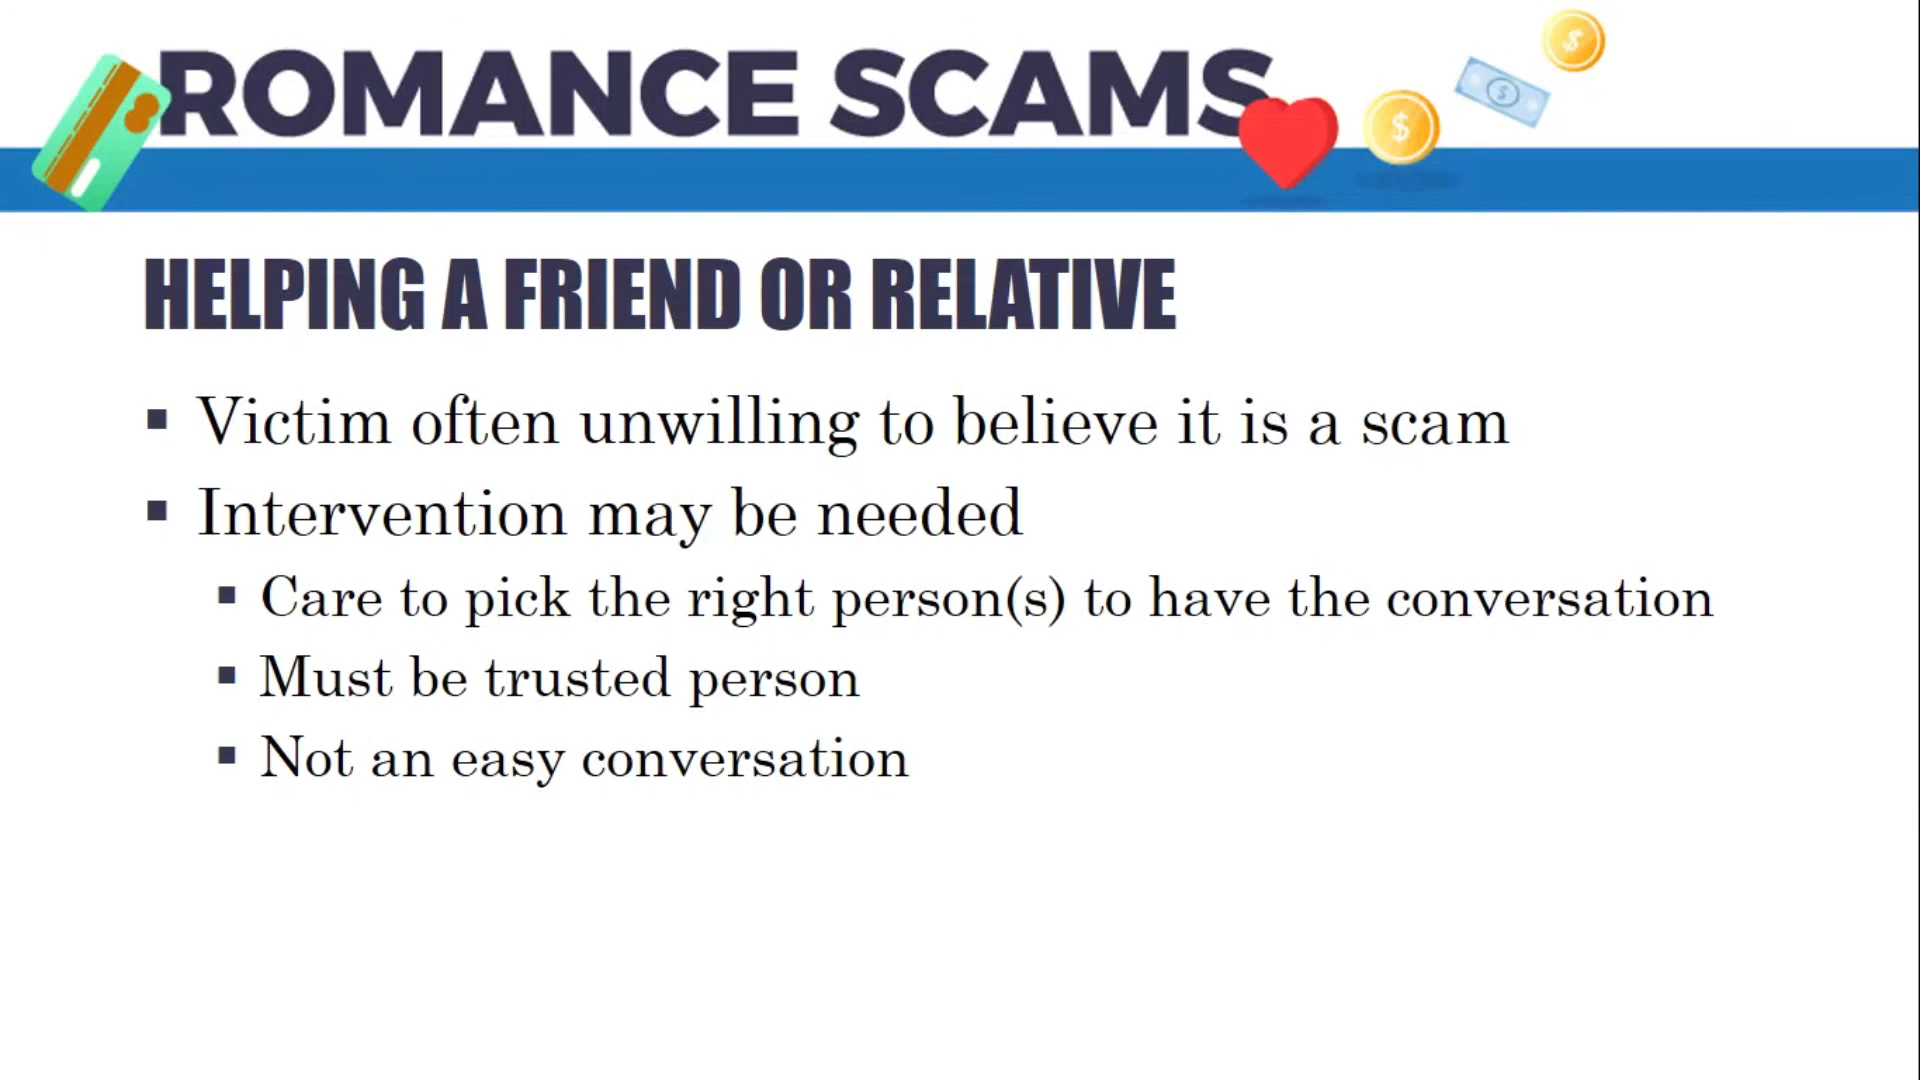 ROMANCE SCAMS
HELPING A FRIEND OR RELATIVE
▪ Victim often unwilling to believe it is a scam
▪ Intervention may be needed
▪ Care to pick the right person(s) to have the conversation
▪ Must be trusted person
▪ Not an easy conversation